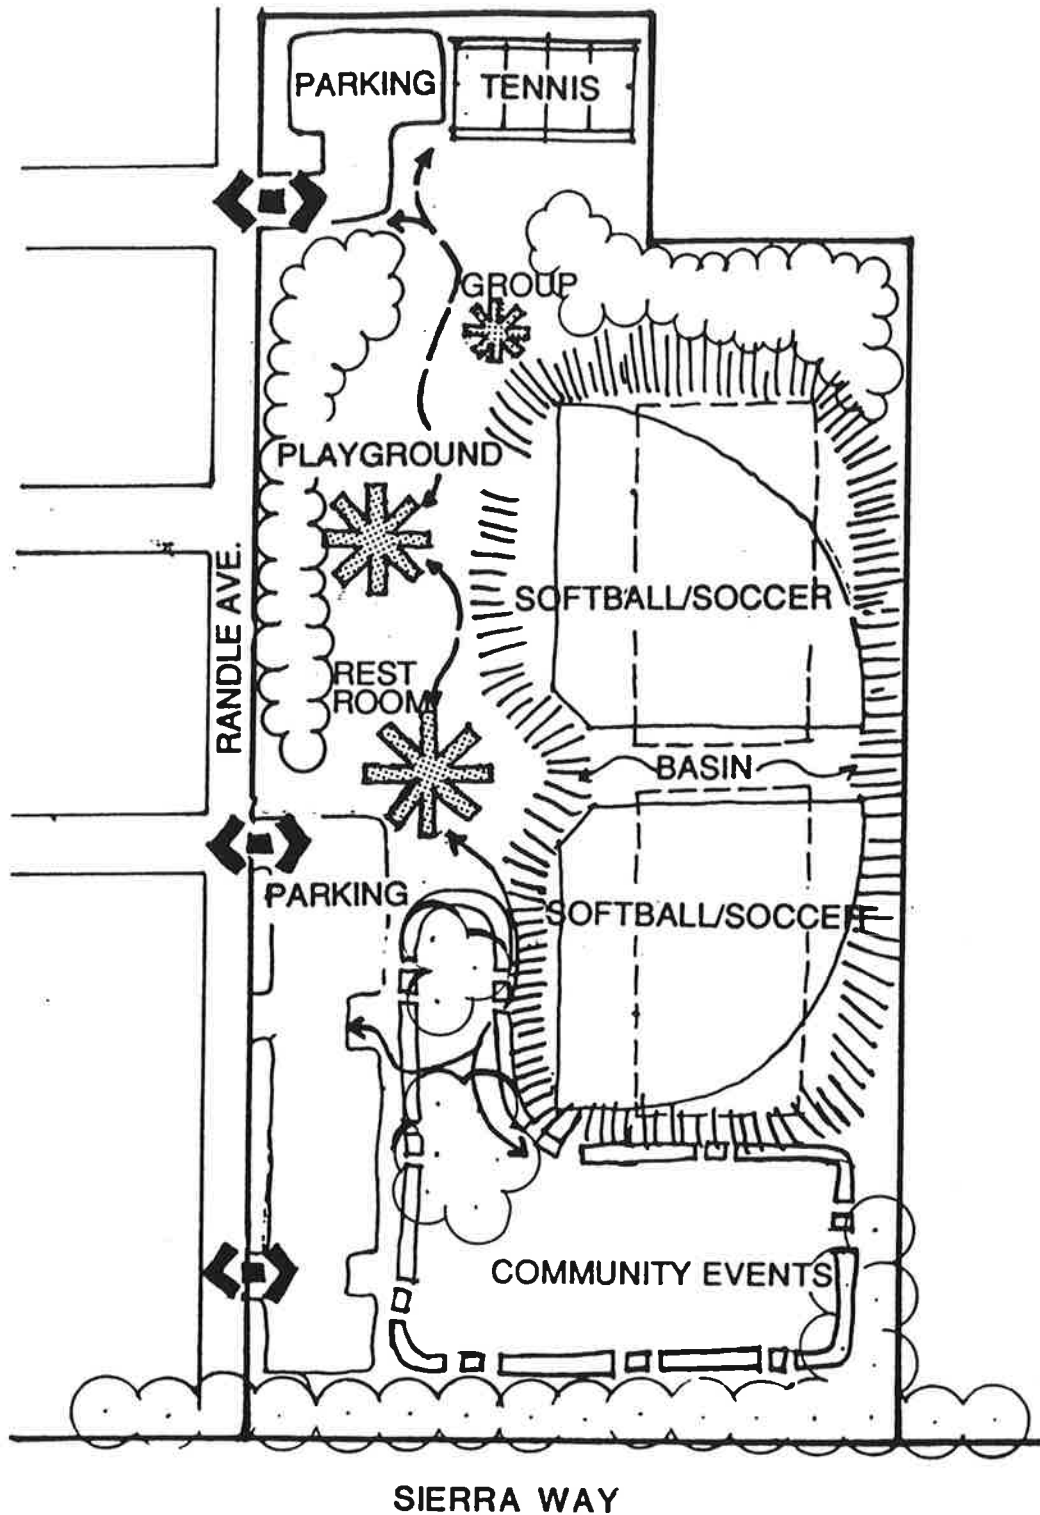 PARKING
TENNIS
GROUP
PLAYGROUND
SOFTBALL/SOCCER
RANDLE AVE.
REST
ROOM
BASIN
PARKING
SOFTBALL/SOCCER
COMMUNITY EVENTS
SIERRA WAY